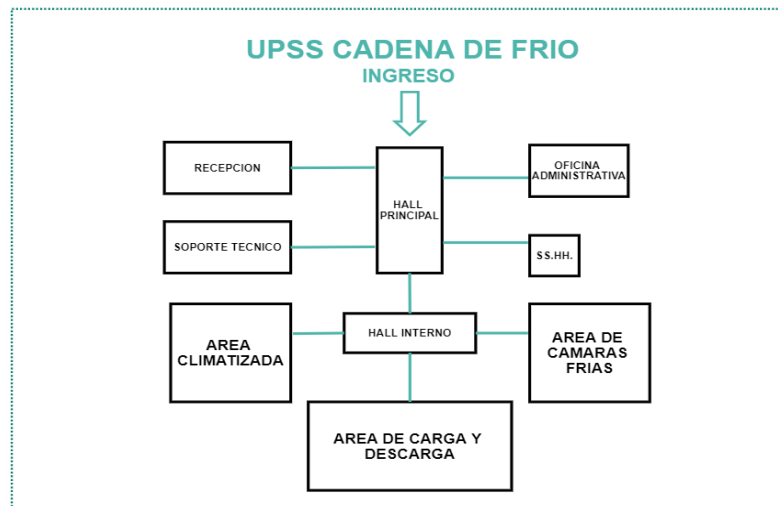 UPSS CADENA DE FRIO
INGRESO
RECEPCION
HALL
PRINCIPAL
OFICINA
ADMINISTRATIVA
SOPORTE TECNICO
SS.HH.
AREA
CLIMATIZADA
HALL INTERNO
AREA DE
CAMARAS
FRIAS
AREA DE CARGA Y
DESCARGA